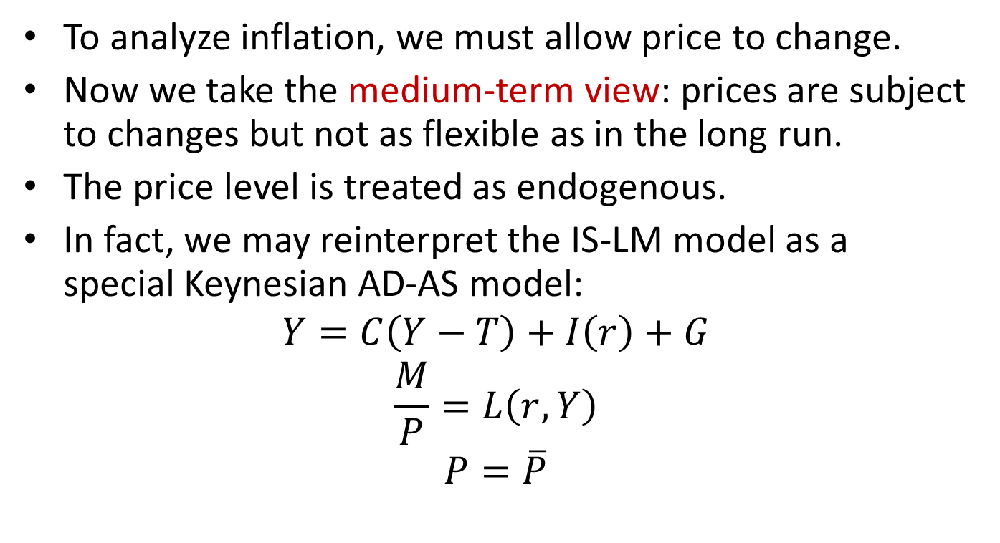 • To analyze inflation, we must allow price to change.
• Now we take the medium-term view: prices are subject
to changes but not as flexible as in the long run.
• The price level is treated as endogenous.
• In fact, we may reinterpret the IS-LM model as a
special Keynesian AD-AS model:
Y = C(Y − T) + I(r) + G
M/P = L(r, Y)
P = P̅